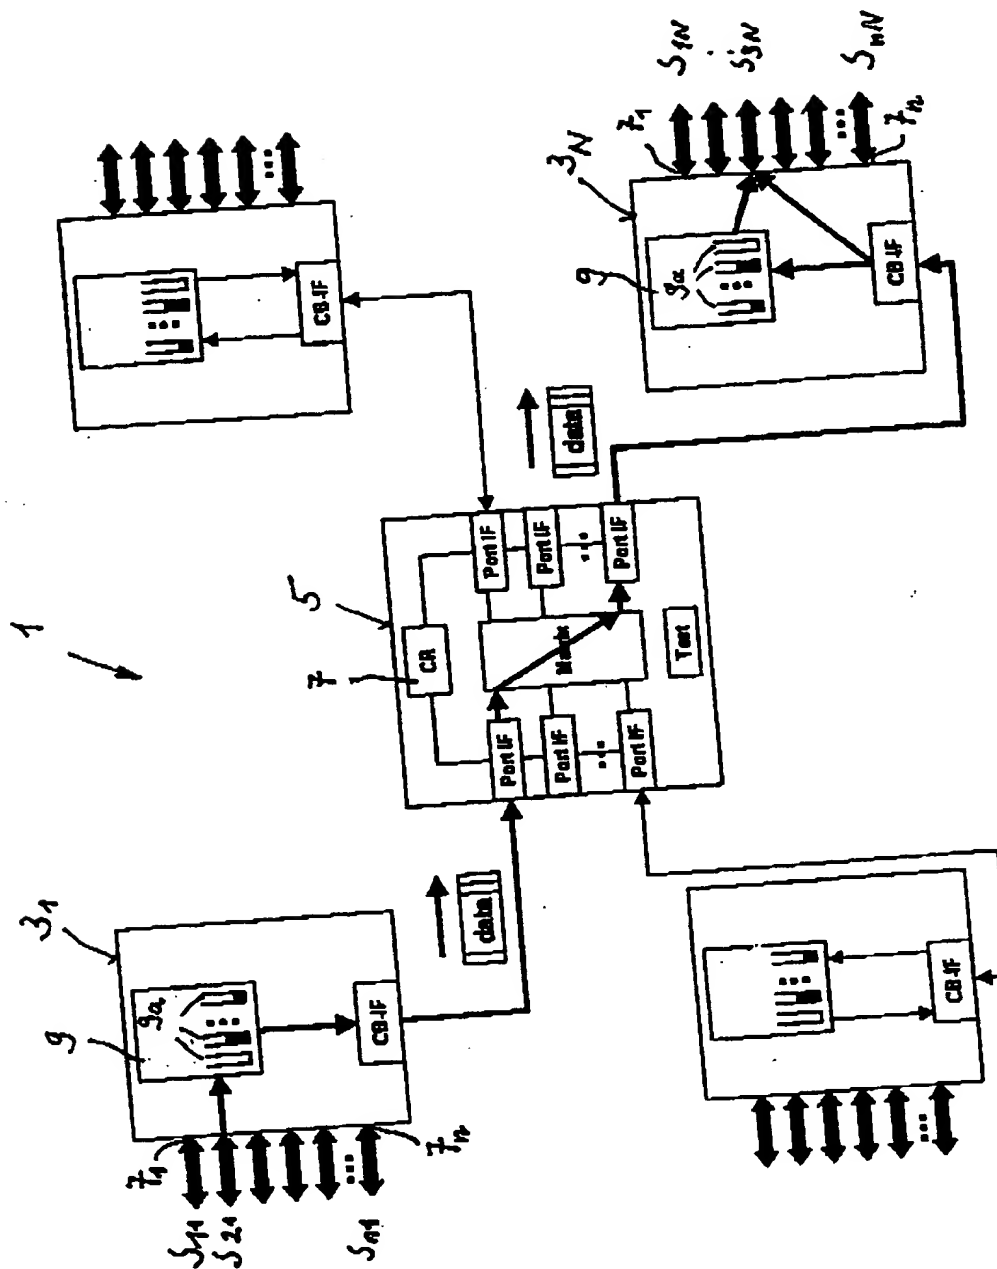 1
3₁
9
9a
7₁
7ₙ
S₁₁
S₂₁
Sₙ₁
CB-IF
data
5
7
CR
Port IF
Port IF
...
Port IF
Matrix
Port IF
Port IF
...
Port IF
Test
data
CB-IF
CB-IF
3N
9
9a
7₁
7ₙ
S₁N
S₃N
SₙN
CB-IF